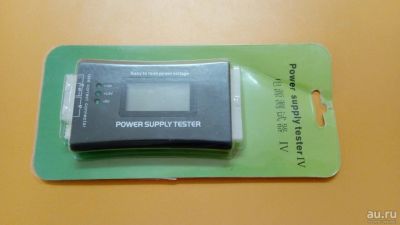 Easy to read power voltage
POWER SUPPLY TESTER
Power supply tester IV
电源测试器 IV
au.ru